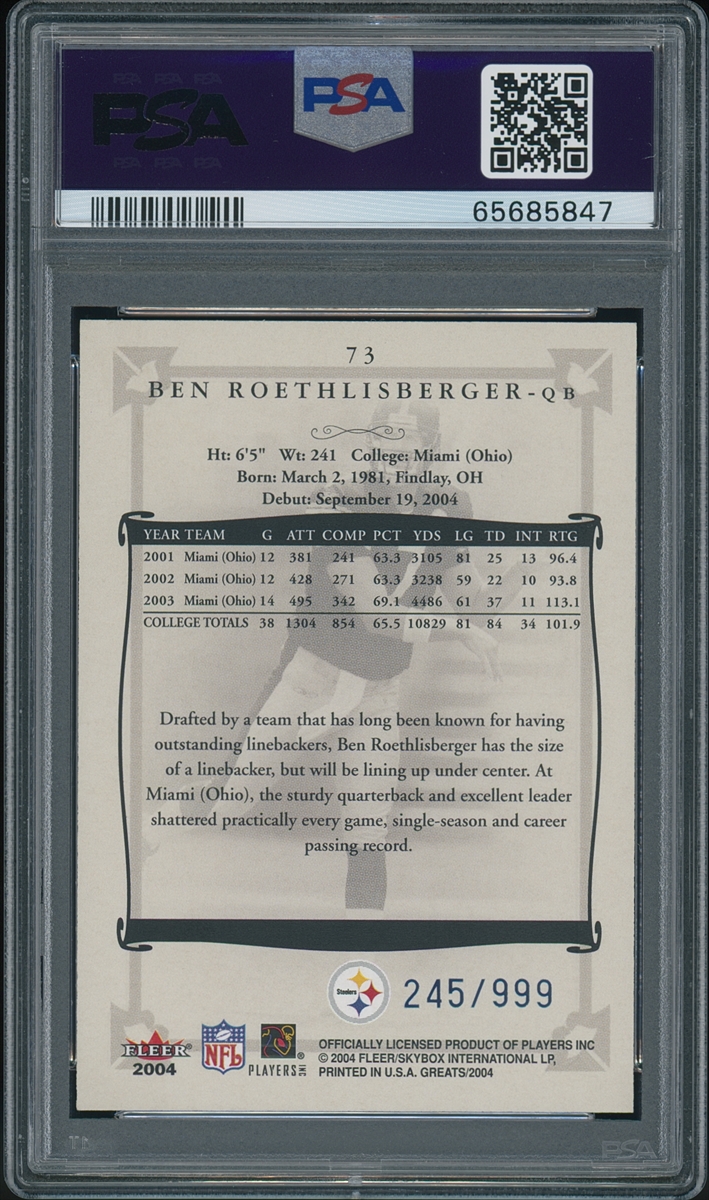 PSA PSA PSA
PSA
PSA PSA PSA
PSA
65685847
73
BEN ROETHLISBERGER-QB
Ht: 6'5" Wt: 241 College: Miami (Ohio)
Born: March 2, 1981, Findlay, OH
Debut: September 19, 2004
YEAR TEAM G ATT COMP PCT YDS LG TD INT RTG
2001 Miami (Ohio) 12 381 241 63.3 3105 81 25 13 96.4
2002 Miami (Ohio) 12 428 271 63.3 3238 59 22 10 93.8
2003 Miami (Ohio) 14 495 342 69.1 4486 61 37 11 113.1
COLLEGE TOTALS 38 1304 854 65.5 10829 81 84 34 101.9
Drafted by a team that has long been known for having
outstanding linebackers, Ben Roethlisberger has the size
of a linebacker, but will be lining up under center. At
Miami (Ohio), the sturdy quarterback and excellent leader
shattered practically every game, single-season and career
passing record.
Steelers
245/999
FLEER
2004
NFL
PLAYERS INC
OFFICIALLY LICENSED PRODUCT OF PLAYERS INC
© 2004 FLEER/SKYBOX INTERNATIONAL LP,
PRINTED IN U.S.A. GREATS/2004
PSA